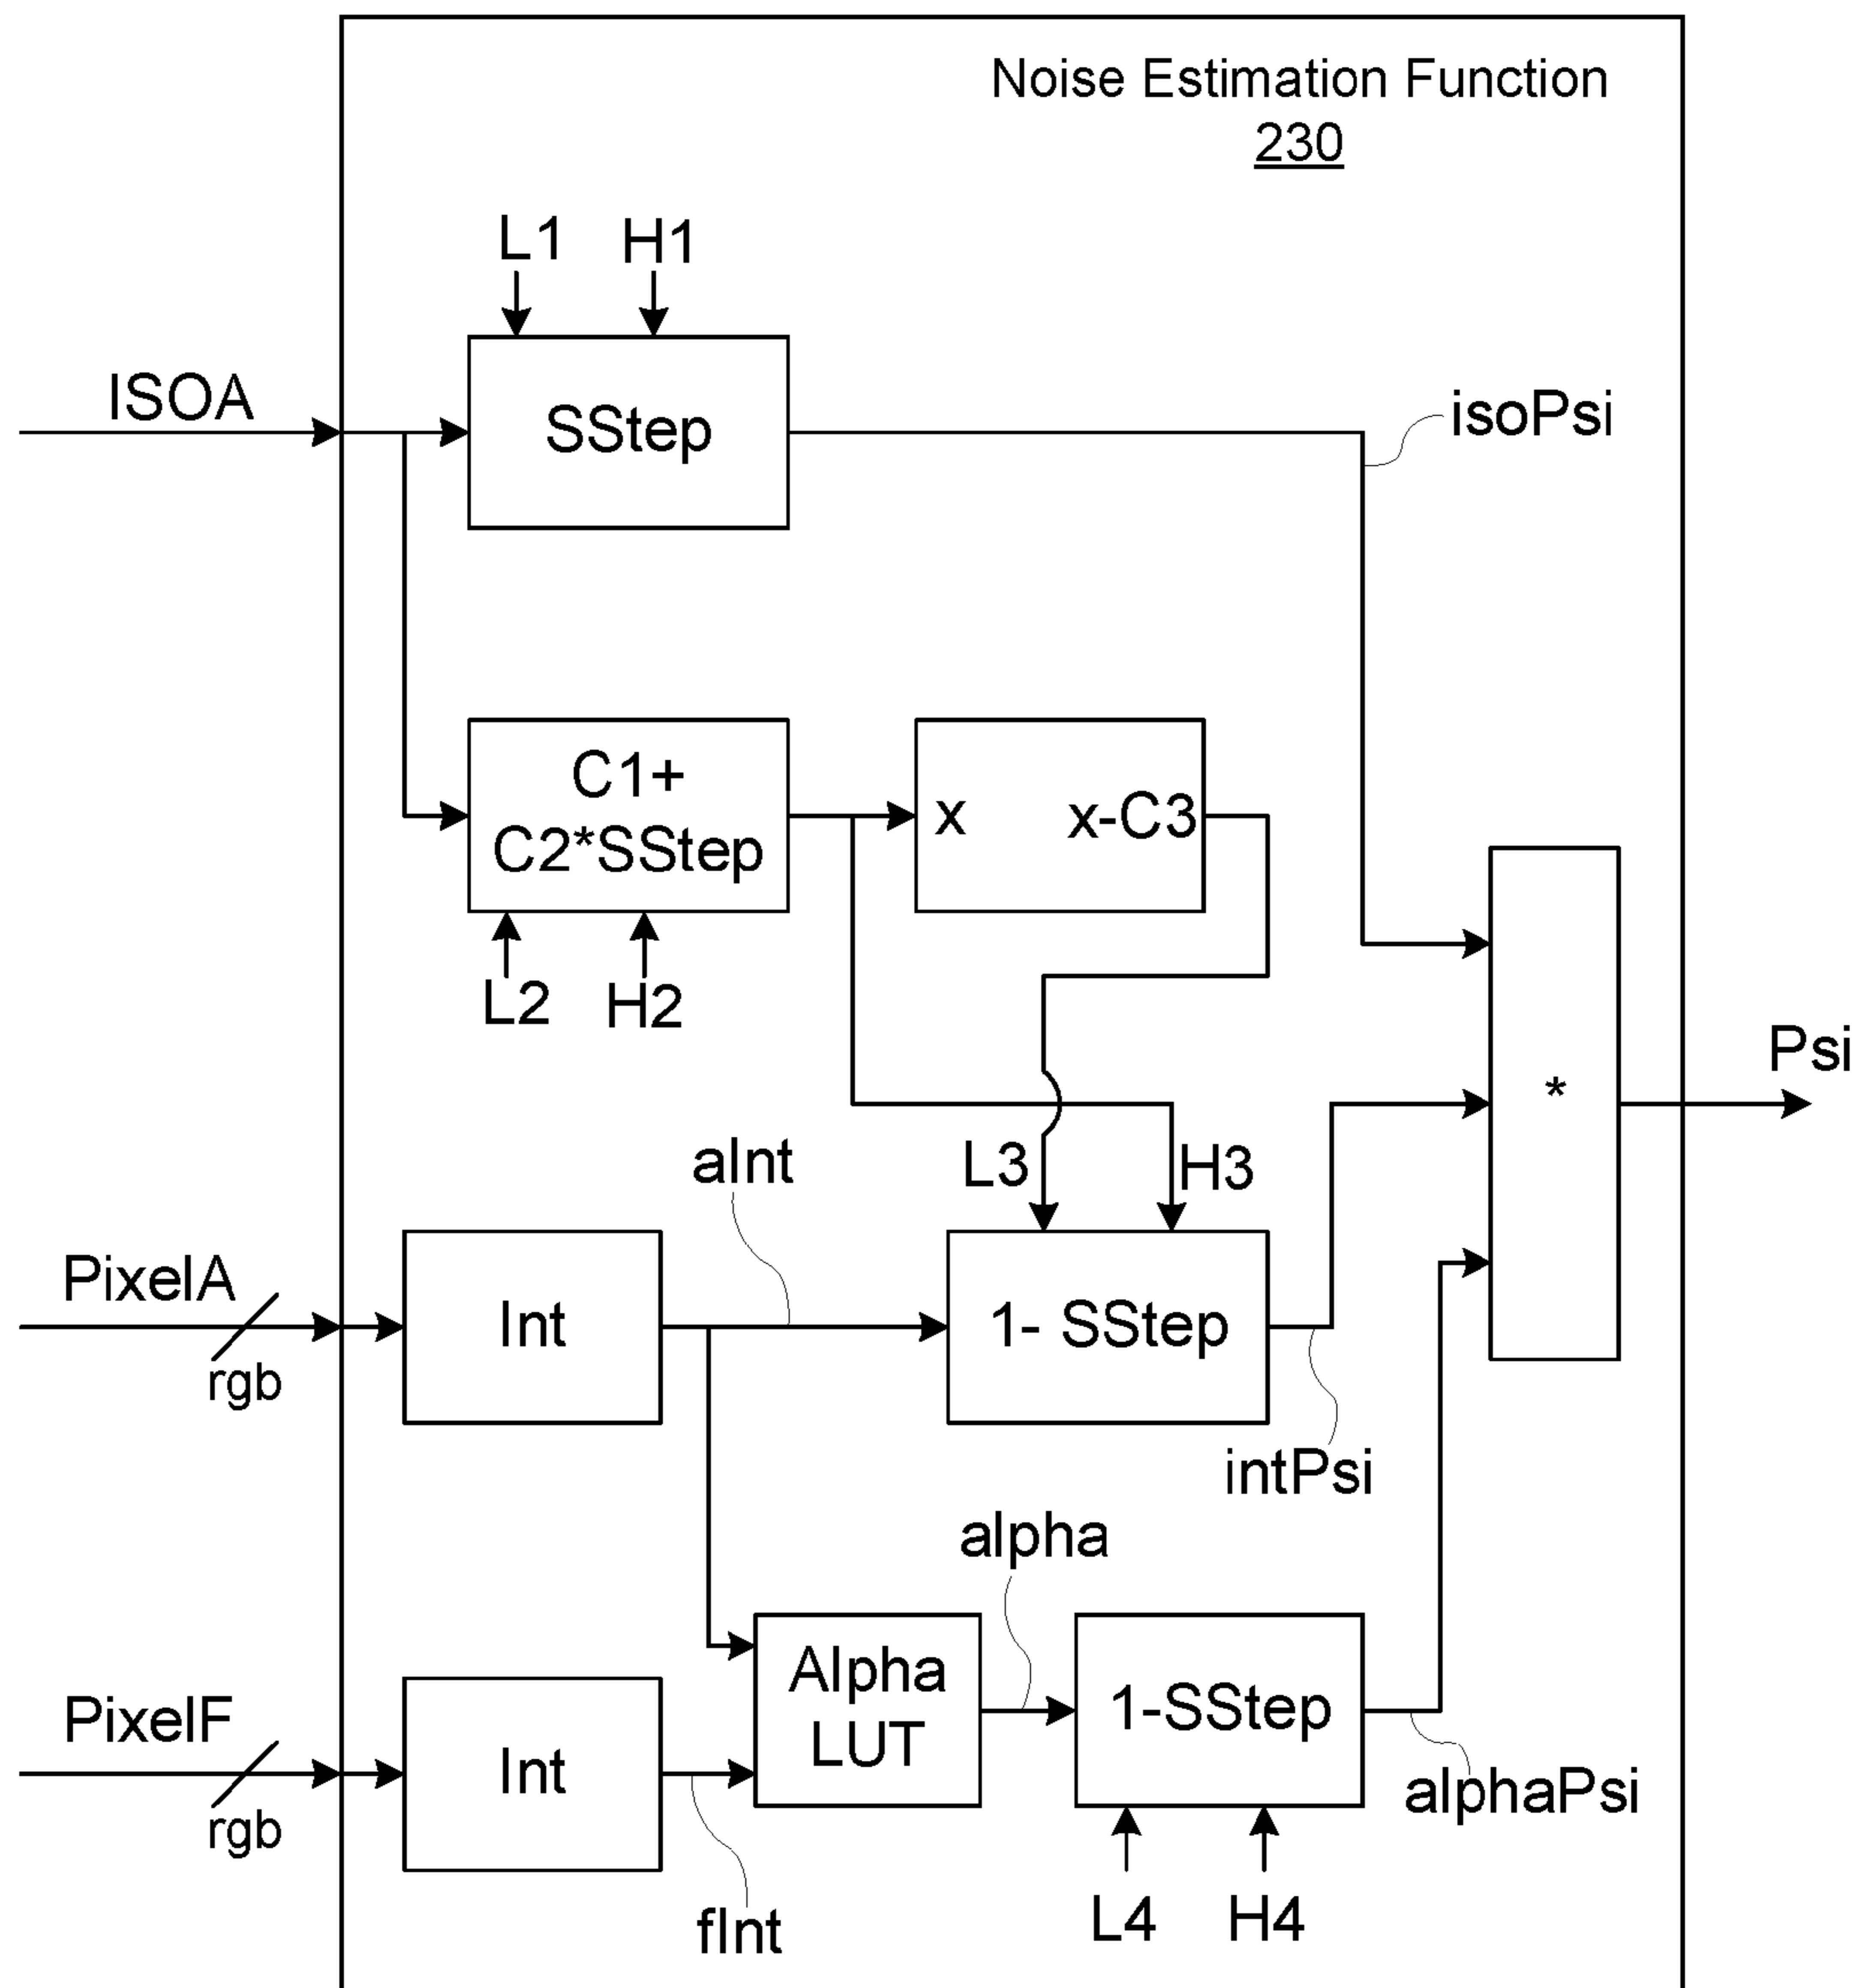 Noise Estimation Function
230
L1
H1
ISOA
SStep
isoPsi
C1+
C2*SStep
x
x-C3
L2
H2
Psi
*
aInt
L3
H3
PixelA
rgb
Int
1- SStep
intPsi
alpha
Alpha
LUT
1-SStep
PixelF
rgb
Int
alphaPsi
fInt
L4
H4